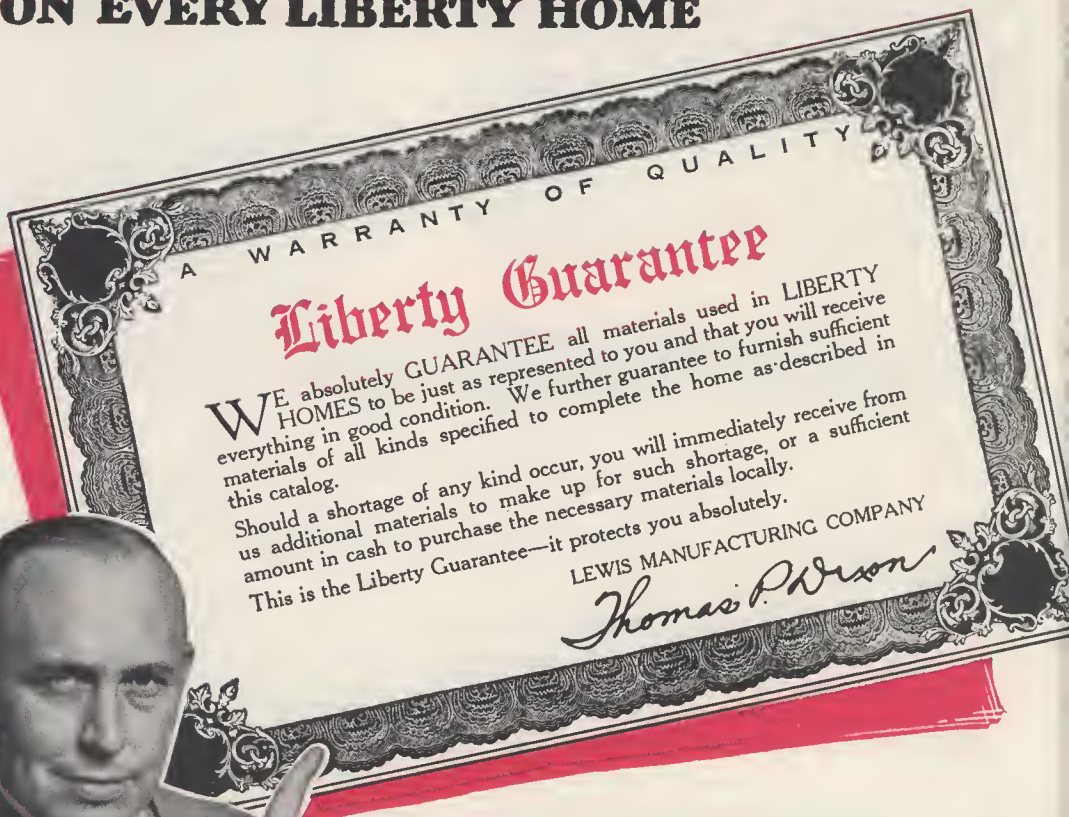 ON EVERY LIBERTY HOME
A WARRANTY OF QUALITY
Liberty Guarantee
WE absolutely GUARANTEE all materials used in LIBERTY
HOMES to be just as represented to you and that you will receive
everything in good condition. We further guarantee to furnish sufficient
materials of all kinds specified to complete the home as described in
this catalog.
Should a shortage of any kind occur, you will immediately receive from
us additional materials to make up for such shortage, or a sufficient
amount in cash to purchase the necessary materials locally.
This is the Liberty Guarantee—it protects you absolutely.
LEWIS MANUFACTURING COMPANY
Thomas P.